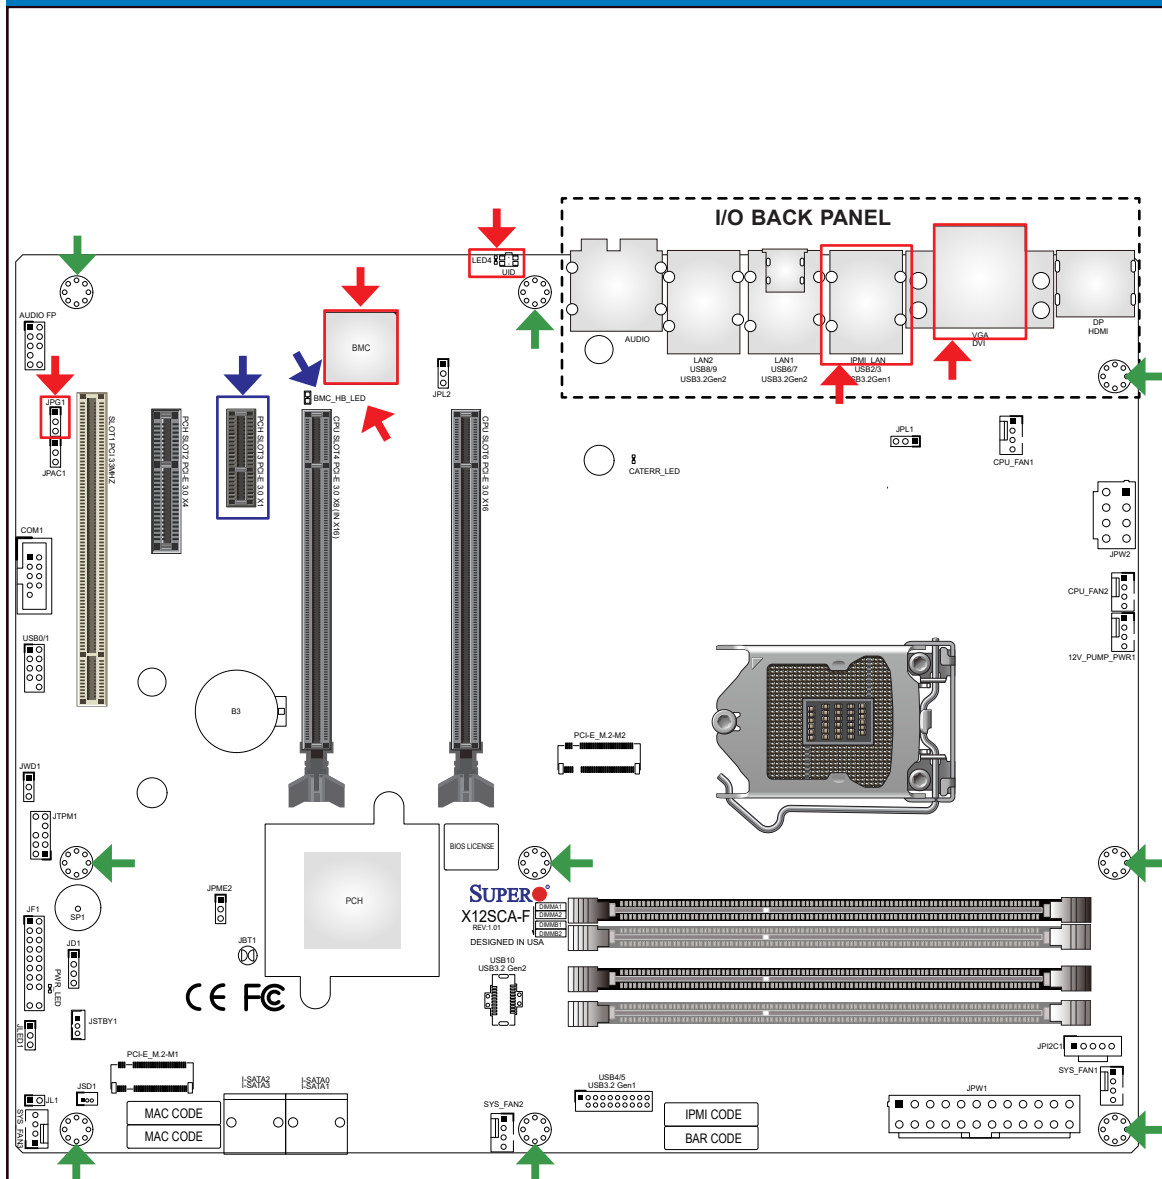 I/O BACK PANEL
LED4
UID
AUDIO FP
BMC
AUDIO
LAN2
USB8/9
USB3.2Gen2
LAN1
USB6/7
USB3.2Gen2
IPMI_LAN
USB2/3
USB3.2Gen1
VGA
DVI
DP
HDMI
JPG1
JPAC1
BMC_HB_LED
JPL2
JPL1
CPU_FAN1
CATERR_LED
SLOT1 PCI 33MHZ
PCH SLOT2 PCI-E 3.0 X4
PCH SLOT3 PCI-E 3.0 X1
CPU SLOT4 PCI-E 3.0 X8 (IN X16)
CPU SLOT6 PCI-E 3.0 X16
COM1
JPW2
CPU_FAN2
USB0/1
12V_PUMP_PWR1
B3
PCI-E_M.2-M2
JWD1
JTPM1
BIOS LICENSE
PCH
SP1
JPME2
JF1
JBT1
JD1
PWR_LED
SUPER
X12SCA-F
REV:1.01
DESIGNED IN USA
DIMMA1
DIMMA2
DIMMB1
DIMMB2
USB10
USB3.2 Gen2
CE FC
JSTBY1
JLED1
PCI-E_M.2-M1
JPI2C1
SYS_FAN1
JSD1
JL1
I-SATA2
I-SATA3
I-SATA0
I-SATA1
USB4/5
USB3.2 Gen1
JPW1
SYS_FAN2
MAC CODE
MAC CODE
IPMI CODE
BAR CODE